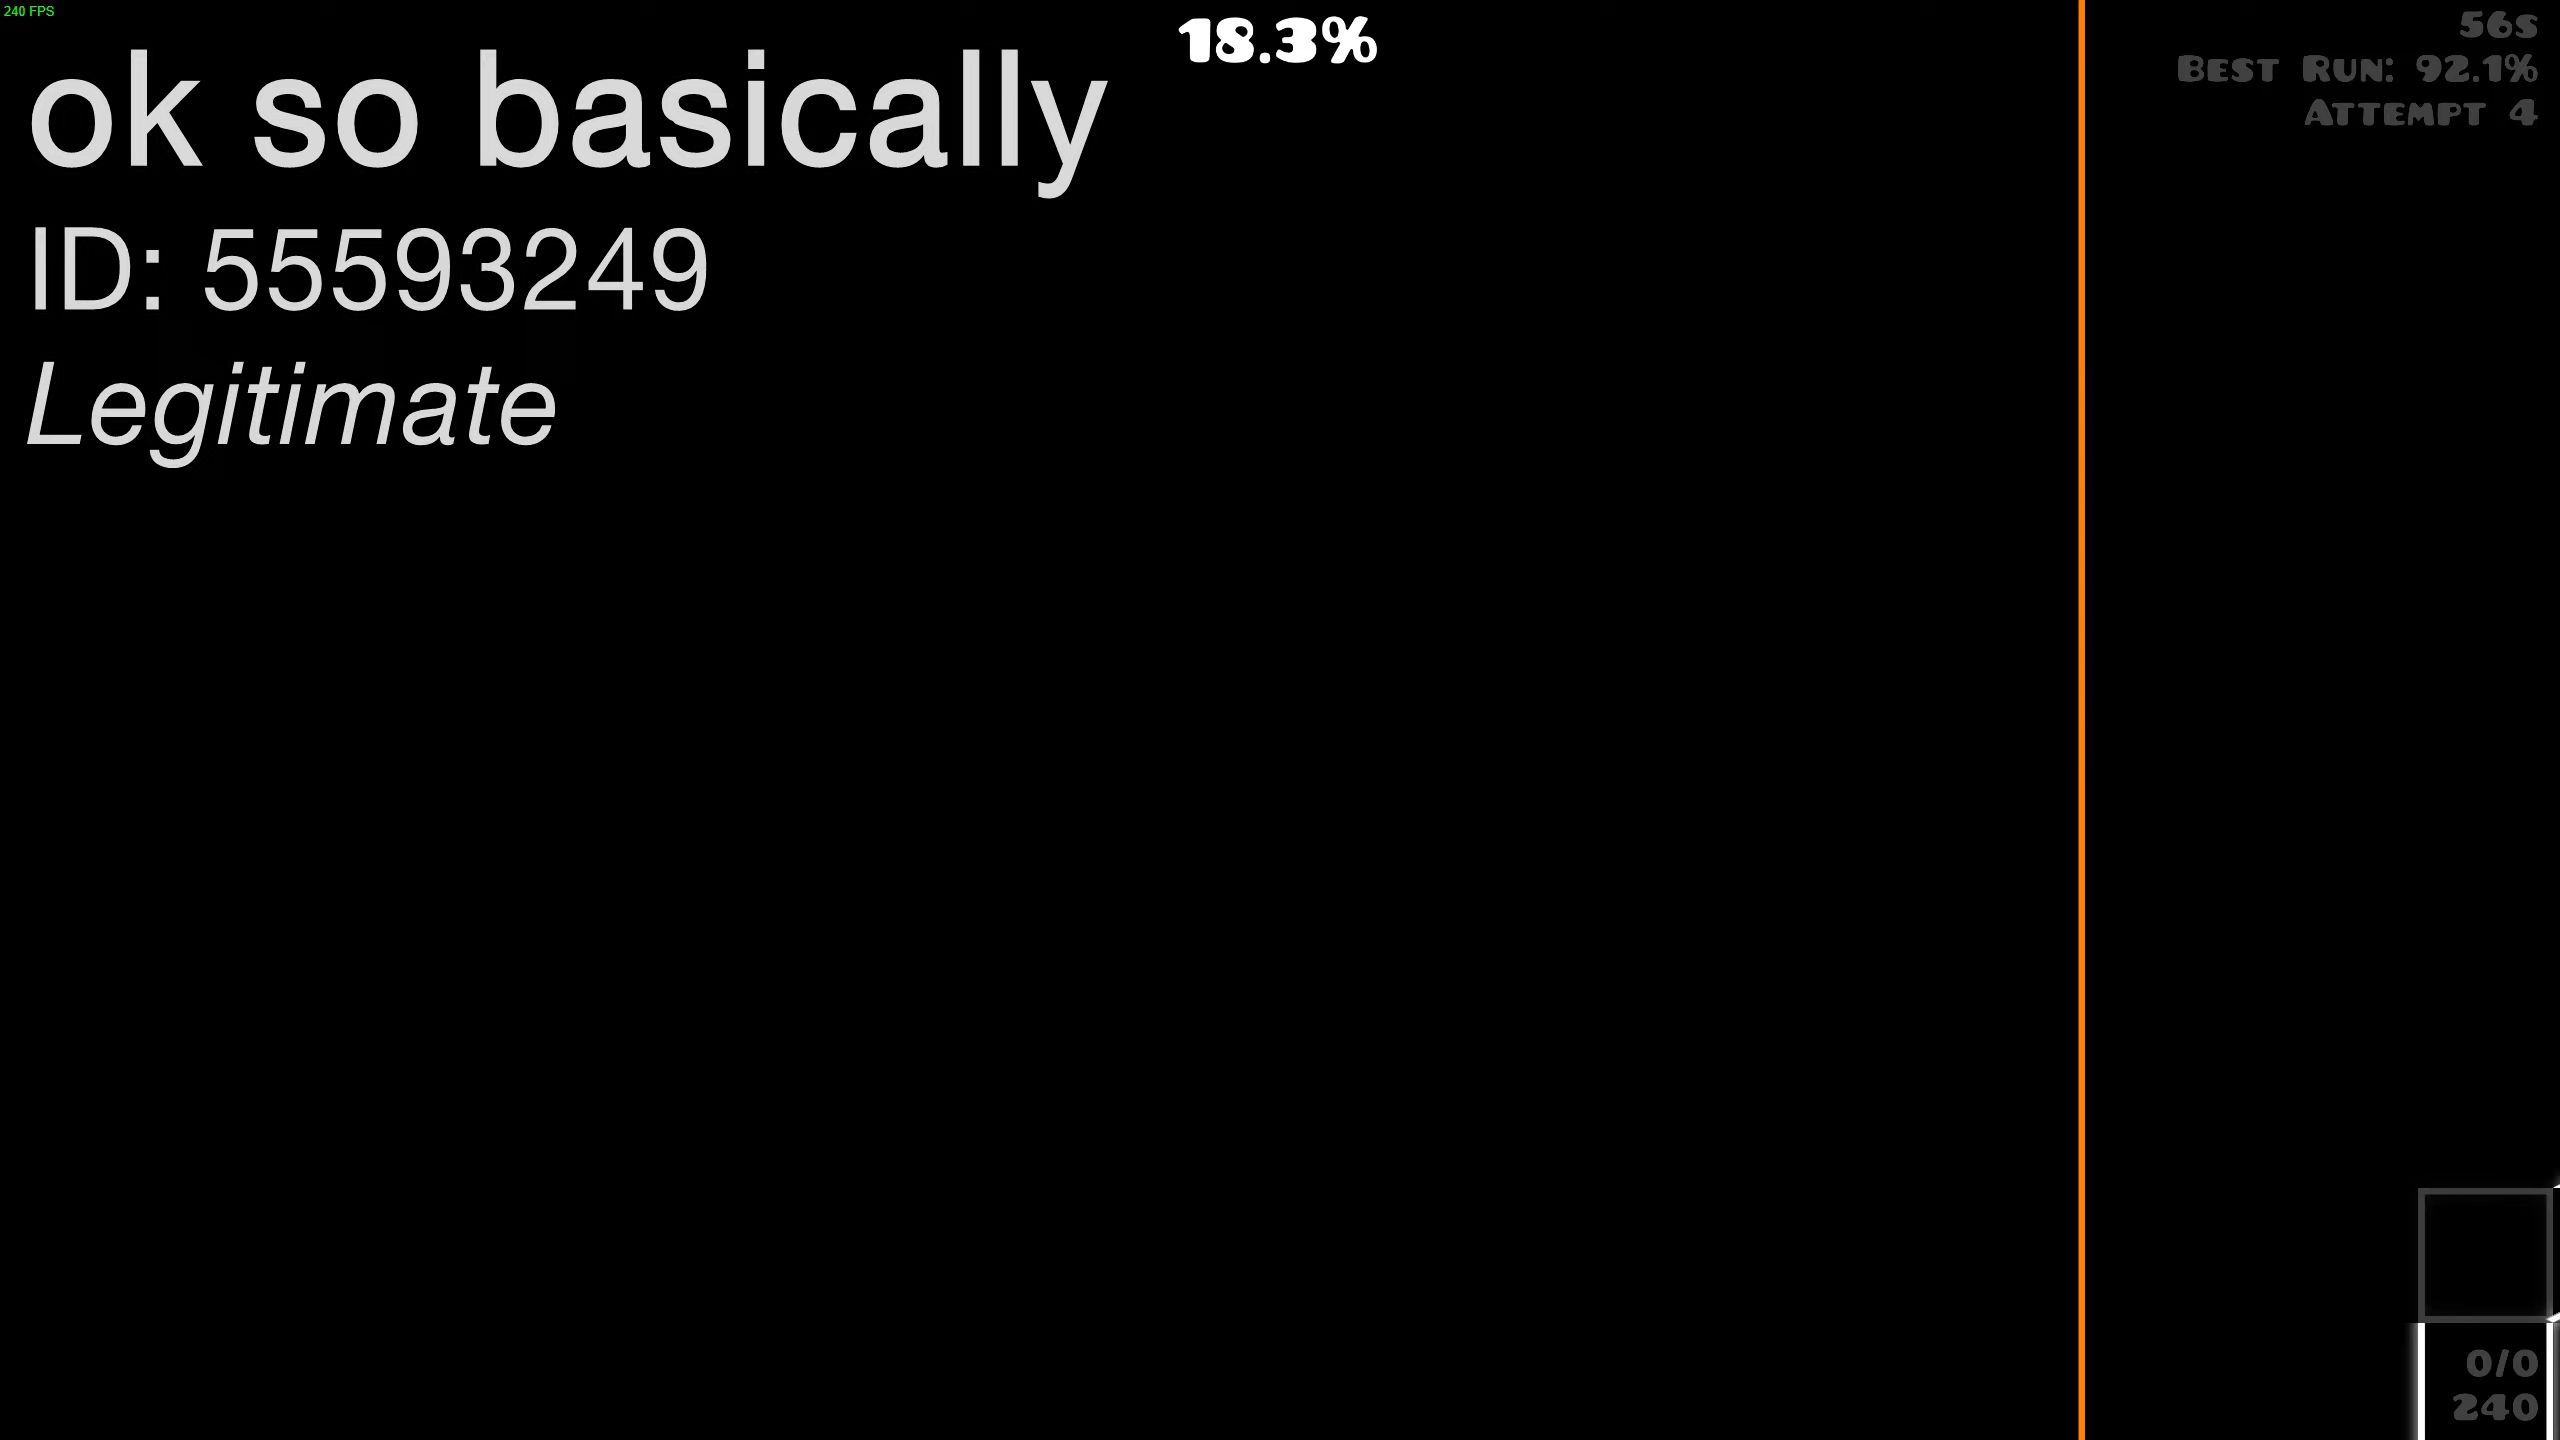 240 FPS
18.3%
56s
Best Run: 92.1%
Attempt 4
ok so basically
ID: 55593249
Legitimate
0/0
240